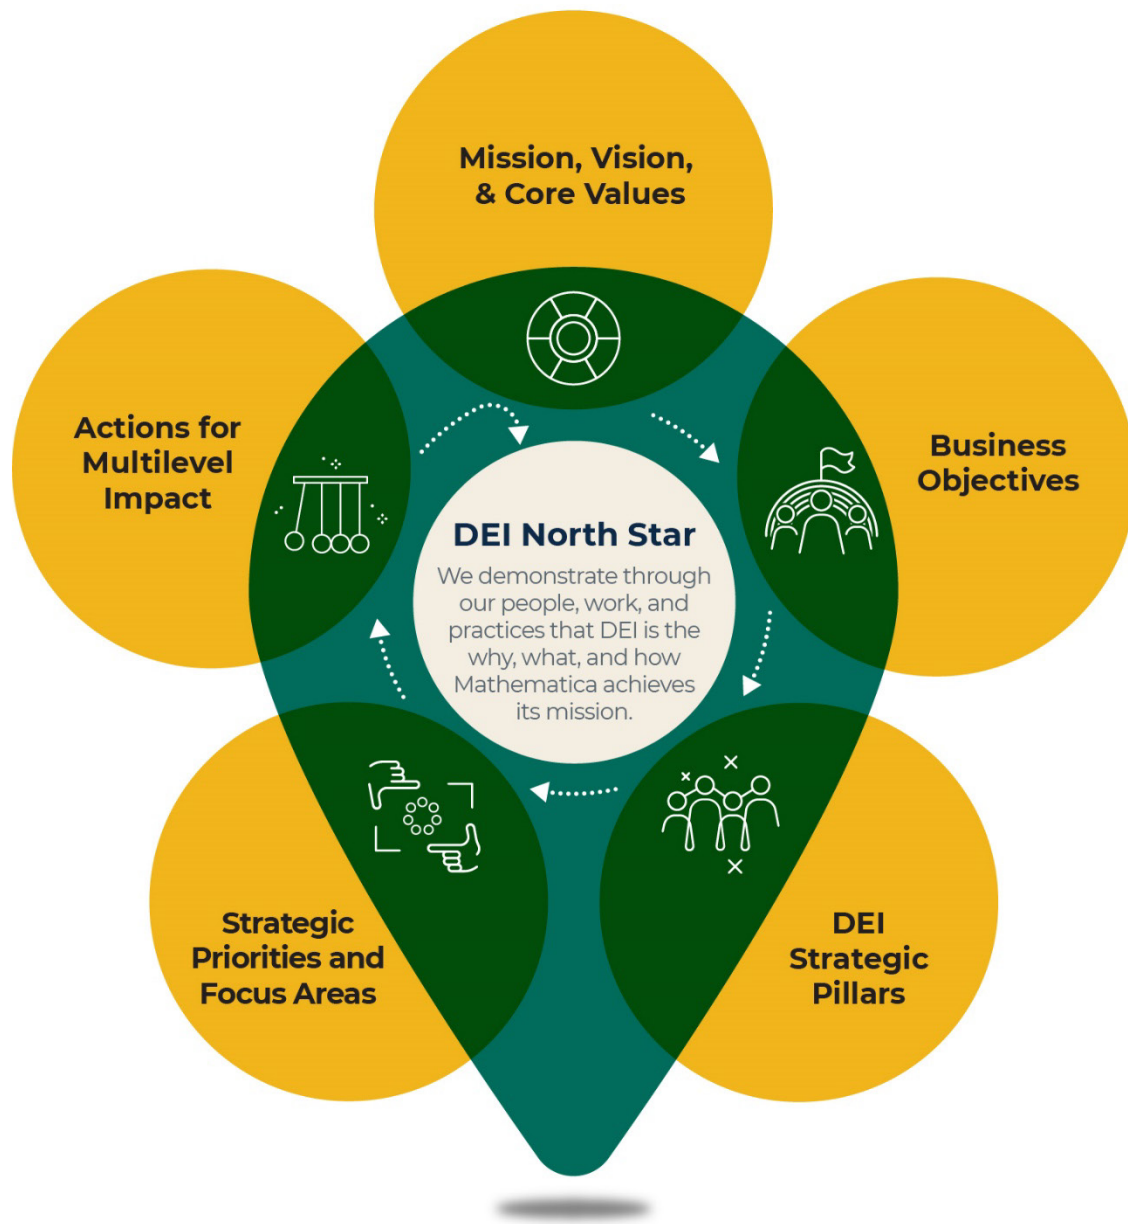 Mission, Vision,
& Core Values
Actions for
Multilevel
Impact
Business
Objectives
DEI North Star
We demonstrate through
our people, work, and
practices that DEI is the
why, what, and how
Mathematica achieves
its mission.
Strategic
Priorities and
Focus Areas
DEI
Strategic
Pillars